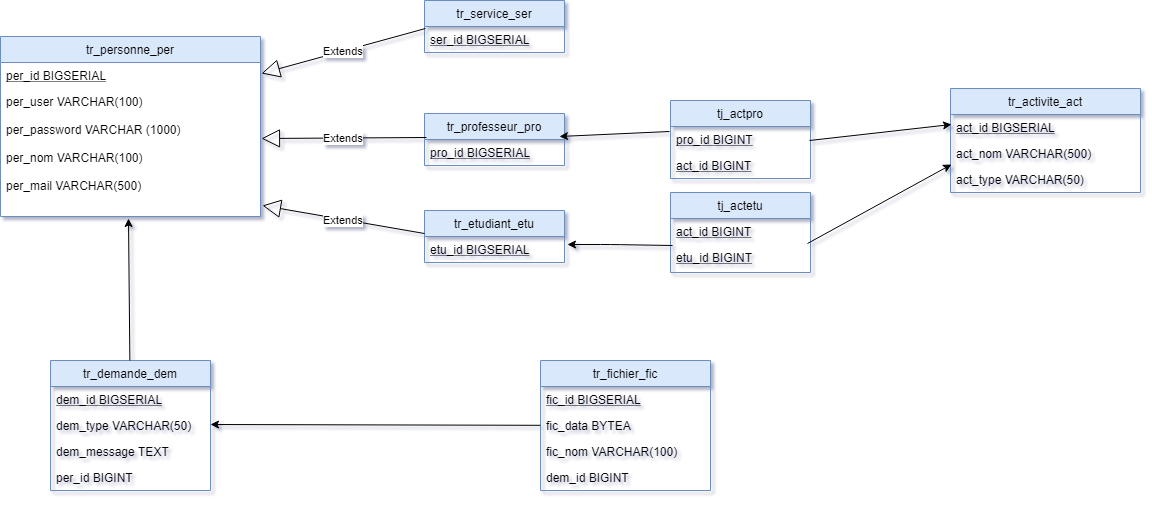 tr_personne_per
per_id BIGSERIAL
per_user VARCHAR(100)
per_password VARCHAR (1000)
per_nom VARCHAR(100)
per_mail VARCHAR(500)
Extends
Extends
Extends
tr_service_ser
ser_id BIGSERIAL
tr_professeur_pro
pro_id BIGSERIAL
tr_etudiant_etu
etu_id BIGSERIAL
tj_actpro
pro_id BIGINT
act_id BIGINT
tj_actetu
act_id BIGINT
etu_id BIGINT
tr_activite_act
act_id BIGSERIAL
act_nom VARCHAR(500)
act_type VARCHAR(50)
tr_demande_dem
dem_id BIGSERIAL
dem_type VARCHAR(50)
dem_message TEXT
per_id BIGINT
tr_fichier_fic
fic_id BIGSERIAL
fic_data BYTEA
fic_nom VARCHAR(100)
dem_id BIGINT